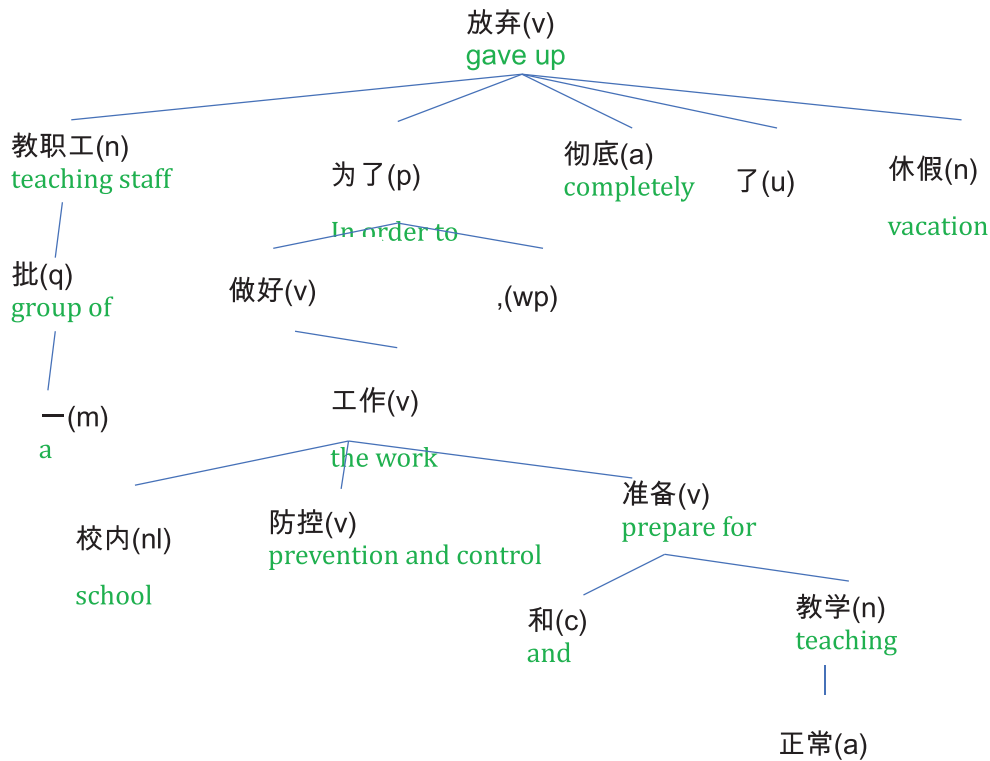 放弃(v)
gave up
教职工(n)
teaching staff
为了(p)
In order to
彻底(a)
completely
了(u)
休假(n)
vacation
批(q)
group of
做好(v)
,(wp)
一(m)
a
工作(v)
the work
校内(nl)
school
防控(v)
prevention and control
准备(v)
prepare for
和(c)
and
教学(n)
teaching
正常(a)